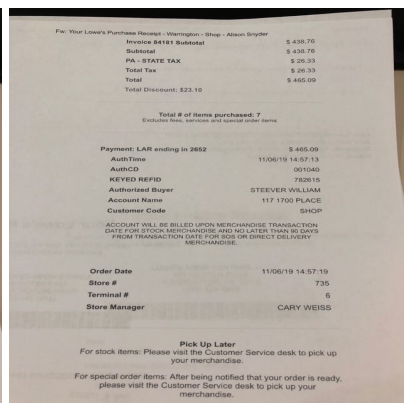 Fw: Your Lowe's Purchase Receipt - Warrington - Shop - Alison Snyder
Invoice 84181 Subtotal $ 438.76
Subtotal $ 438.76
PA - STATE TAX $ 26.33
Total Tax $ 26.33
Total $ 465.09
Total Discount: $23.10
Total # of items purchased: 7
Excludes fees, services and special order items
Payment: LAR ending in 2652 $ 465.09
AuthTime 11/06/19 14:57:13
AuthCD 001040
KEYED REFID 782615
Authorized Buyer STEEVER WILLIAM
Account Name 117 1700 PLACE
Customer Code SHOP
ACCOUNT WILL BE BILLED UPON MERCHANDISE TRANSACTION
DATE FOR STOCK MERCHANDISE AND NO LATER THAN 90 DAYS
FROM TRANSACTION DATE FOR SOS OR DIRECT DELIVERY
MERCHANDISE.
Order Date 11/06/19 14:57:19
Store # 735
Terminal # 6
Store Manager CARY WEISS
Pick Up Later
For stock items: Please visit the Customer Service desk to pick up
your merchandise.
For special order items: After being notified that your order is ready,
please visit the Customer Service desk to pick up your
merchandise.